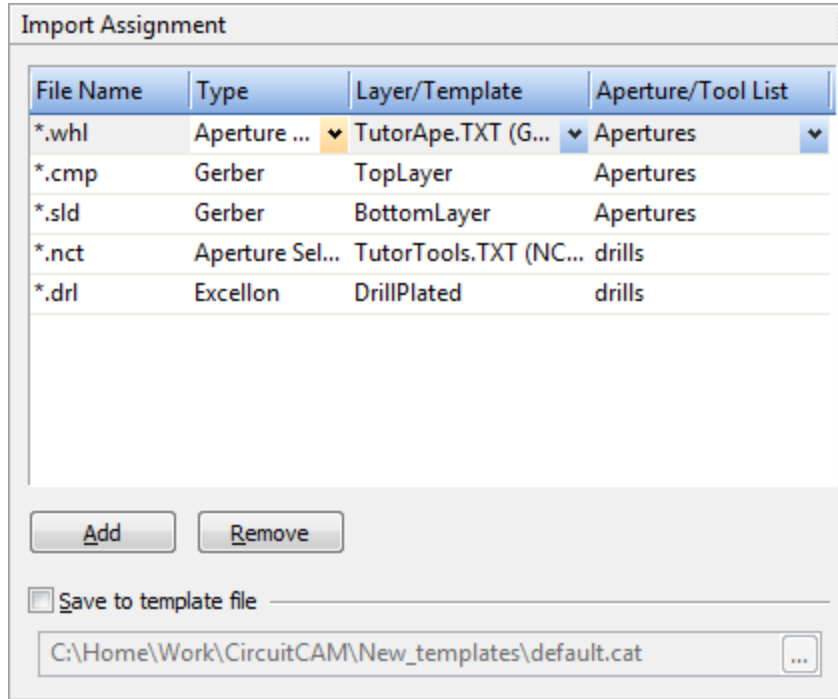 Import Assignment
File Name Type Layer/Template Aperture/Tool List
*.whl Aperture ... TutorApe.TXT (G... Apertures
*.cmp Gerber TopLayer Apertures
*.sld Gerber BottomLayer Apertures
*.nct Aperture Sel... TutorTools.TXT (NC... drills
*.drl Excellon DrillPlated drills
Add Remove
Save to template file
C:\Home\Work\CircuitCAM\New_templates\default.cat ...